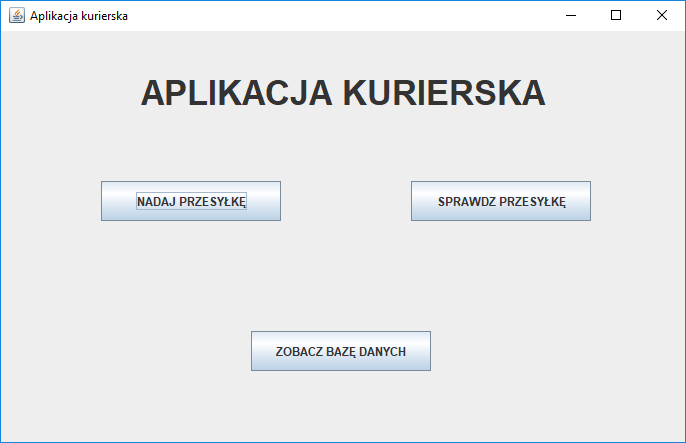 Aplikacja kurierska
APLIKACJA KURIERSKA
NADAJ PRZESYŁKĘ
SPRAWDZ PRZESYŁKĘ
ZOBACZ BAZĘ DANYCH